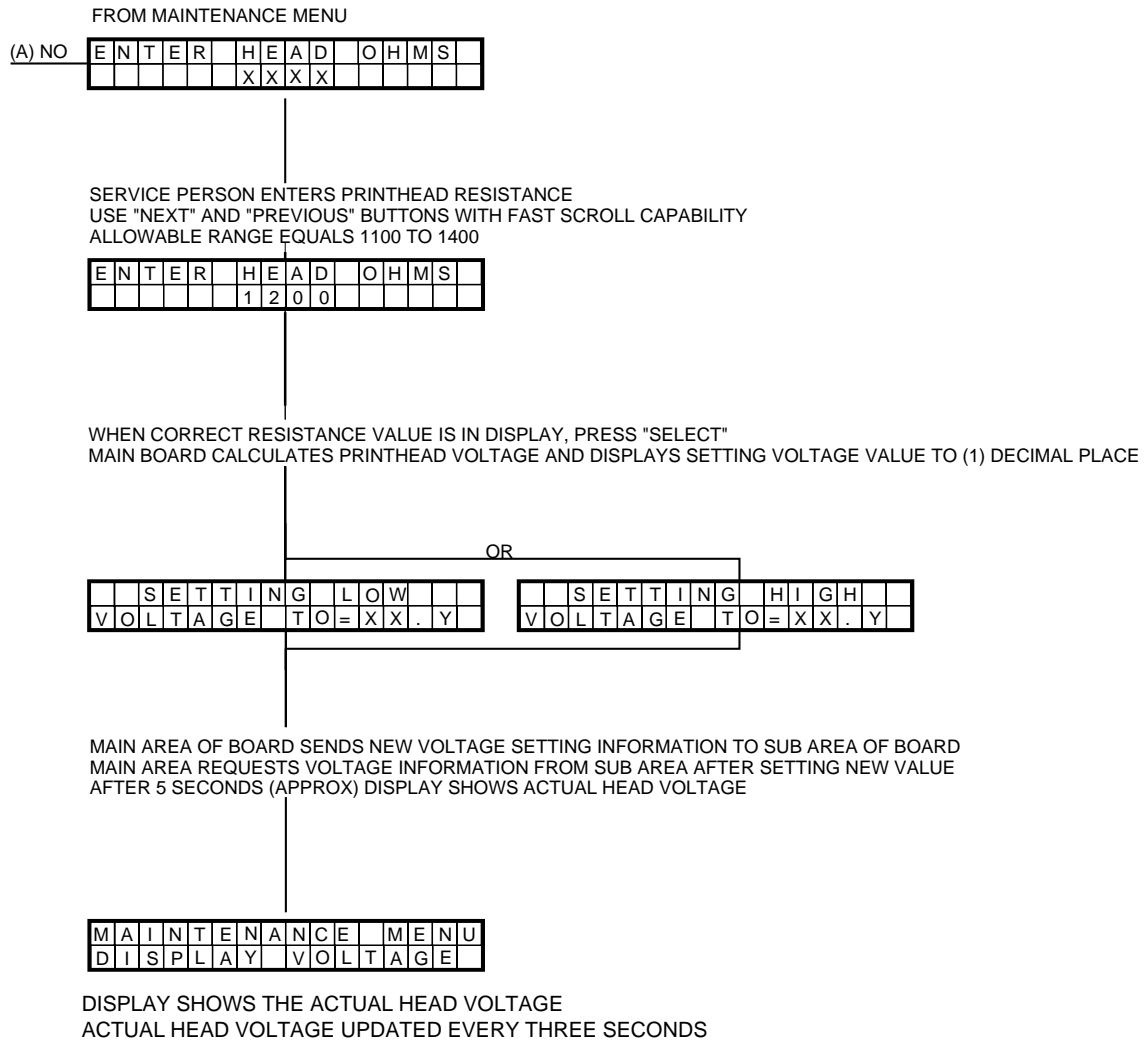 FROM MAINTENANCE MENU
(A) NO
ENTER HEAD OHMS
XXXX
SERVICE PERSON ENTERS PRINTHEAD RESISTANCE
USE "NEXT" AND "PREVIOUS" BUTTONS WITH FAST SCROLL CAPABILITY
ALLOWABLE RANGE EQUALS 1100 TO 1400
ENTER HEAD OHMS
1200
WHEN CORRECT RESISTANCE VALUE IS IN DISPLAY, PRESS "SELECT"
MAIN BOARD CALCULATES PRINTHEAD VOLTAGE AND DISPLAYS SETTING VOLTAGE VALUE TO (1) DECIMAL PLACE
OR
SETTING LOW
VOLTAGE TO=XX.Y
SETTING HIGH
VOLTAGE TO=XX.Y
MAIN AREA OF BOARD SENDS NEW VOLTAGE SETTING INFORMATION TO SUB AREA OF BOARD
MAIN AREA REQUESTS VOLTAGE INFORMATION FROM SUB AREA AFTER SETTING NEW VALUE
AFTER 5 SECONDS (APPROX) DISPLAY SHOWS ACTUAL HEAD VOLTAGE
MAINTENANCE MENU
DISPLAY VOLTAGE
DISPLAY SHOWS THE ACTUAL HEAD VOLTAGE
ACTUAL HEAD VOLTAGE UPDATED EVERY THREE SECONDS